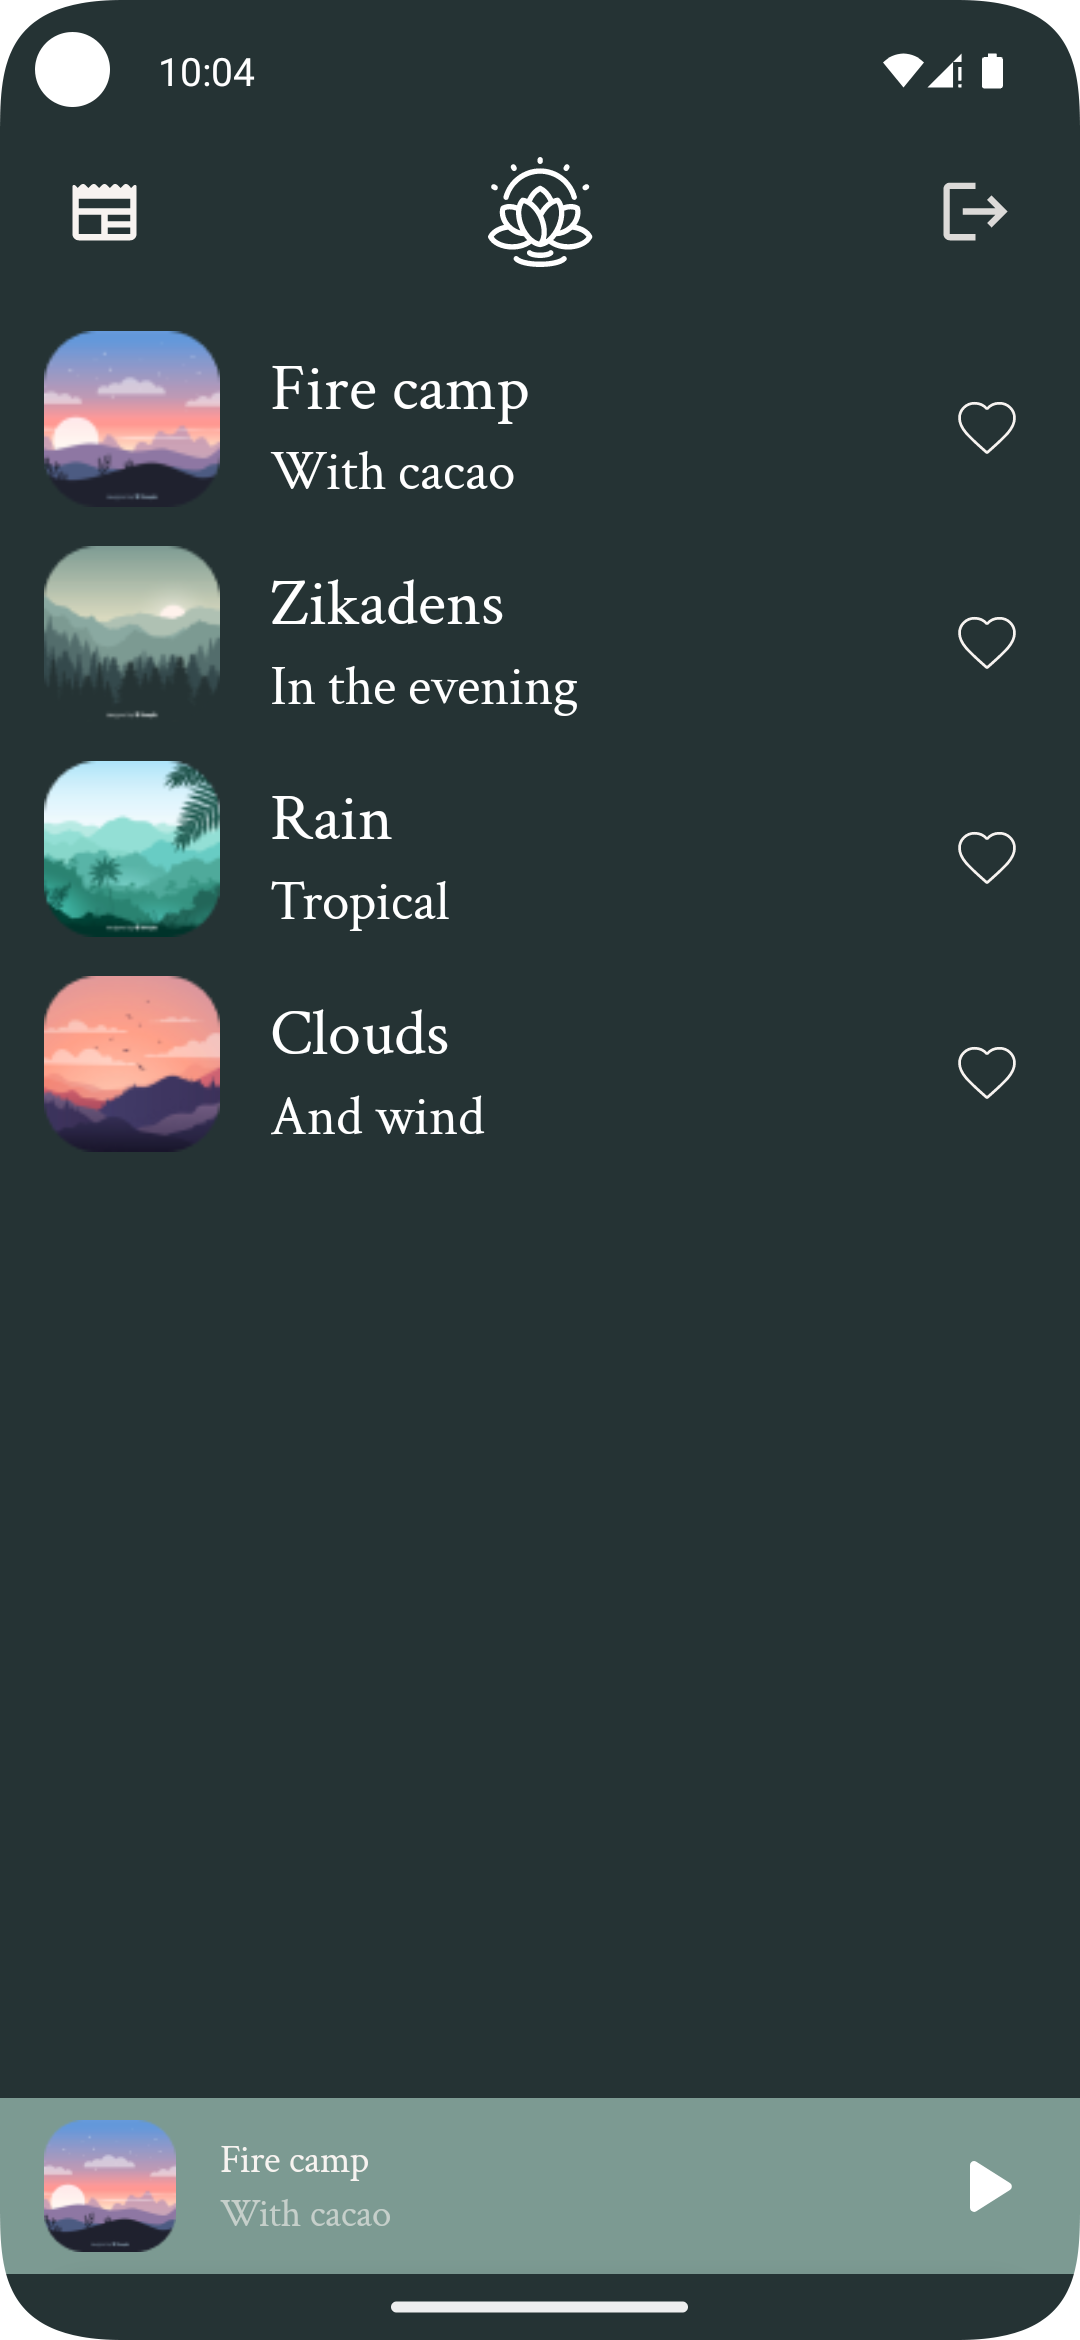 10:04
Fire camp
With cacao
Zikadens
In the evening
Rain
Tropical
Clouds
And wind
Fire camp
With cacao